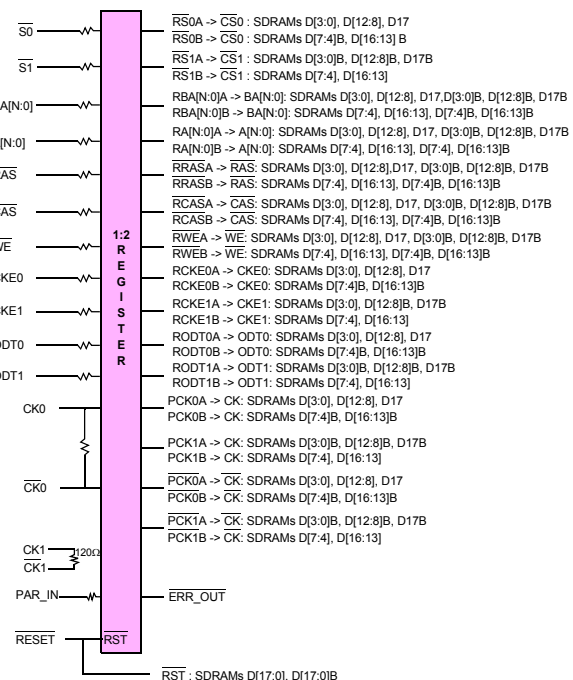 S0
S1
A[N:0]
[N:0]
AS
AS
WE
CKE0
CKE1
ODT0
ODT1
CK0
CK0
CK1
CK1
120Ω
PAR_IN
RESET
1:2
R
E
G
I
S
T
E
R
RST
RS0A -> CS0 : SDRAMs D[3:0], D[12:8], D17
RS0B -> CS0 : SDRAMs D[7:4]B, D[16:13] B
RS1A -> CS1 : SDRAMs D[3:0]B, D[12:8]B, D17B
RS1B -> CS1 : SDRAMs D[7:4], D[16:13]
RBA[N:0]A -> BA[N:0]: SDRAMs D[3:0], D[12:8], D17,D[3:0]B, D[12:8]B, D17B
RBA[N:0]B -> BA[N:0]: SDRAMs D[7:4], D[16:13], D[7:4]B, D[16:13]B
RA[N:0]A -> A[N:0]: SDRAMs D[3:0], D[12:8], D17, D[3:0]B, D[12:8]B, D17B
RA[N:0]B -> A[N:0]: SDRAMs D[7:4], D[16:13], D[7:4], D[16:13]B
RRASA -> RAS: SDRAMs D[3:0], D[12:8],D17, D[3:0]B, D[12:8]B, D17B
RRASB -> RAS: SDRAMs D[7:4], D[16:13], D[7:4]B, D[16:13]B
RCASA -> CAS: SDRAMs D[3:0], D[12:8], D17, D[3:0]B, D[12:8]B, D17B
RCASB -> CAS: SDRAMs D[7:4], D[16:13], D[7:4]B, D[16:13]B
RWEA -> WE: SDRAMs D[3:0], D[12:8], D17, D[3:0]B, D[12:8]B, D17B
RWEB -> WE: SDRAMs D[7:4], D[16:13], D[7:4]B, D[16:13]B
RCKE0A -> CKE0: SDRAMs D[3:0], D[12:8], D17
RCKE0B -> CKE0: SDRAMs D[7:4]B, D[16:13]B
RCKE1A -> CKE1: SDRAMs D[3:0], D[12:8]B, D17B
RCKE1B -> CKE1: SDRAMs D[7:4], D[16:13]
RODT0A -> ODT0: SDRAMs D[3:0], D[12:8], D17
RODT0B -> ODT0: SDRAMs D[7:4]B, D[16:13]B
RODT1A -> ODT1: SDRAMs D[3:0]B, D[12:8]B, D17B
RODT1B -> ODT1: SDRAMs D[7:4], D[16:13]
PCK0A -> CK: SDRAMs D[3:0], D[12:8], D17
PCK0B -> CK: SDRAMs D[7:4]B, D[16:13]B
PCK1A -> CK: SDRAMs D[3:0]B, D[12:8]B, D17B
PCK1B -> CK: SDRAMs D[7:4], D[16:13]
PCK0A -> CK: SDRAMs D[3:0], D[12:8], D17
PCK0B -> CK: SDRAMs D[7:4]B, D[16:13]B
PCK1A -> CK: SDRAMs D[3:0]B, D[12:8]B, D17B
PCK1B -> CK: SDRAMs D[7:4], D[16:13]
ERR_OUT
RST : SDRAMs D[17:0], D[17:0]B